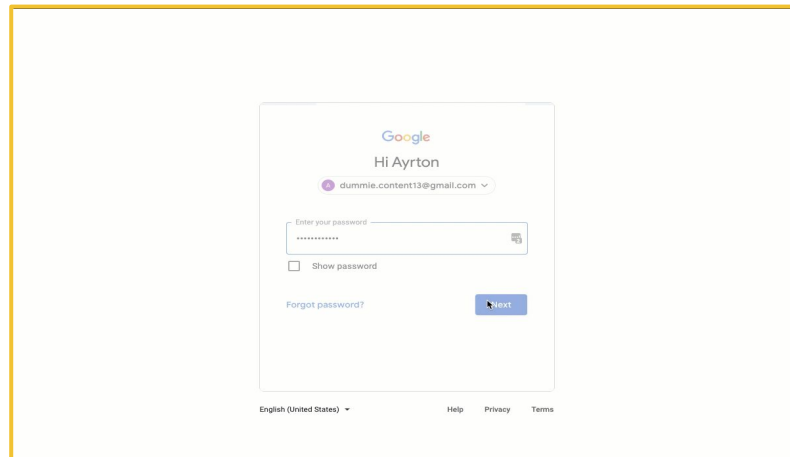 Google
Hi Ayrton
A dummie.content13@gmail.com
Enter your password
••••••••••••
Show password
Forgot password?
Next
English (United States)
Help Privacy Terms